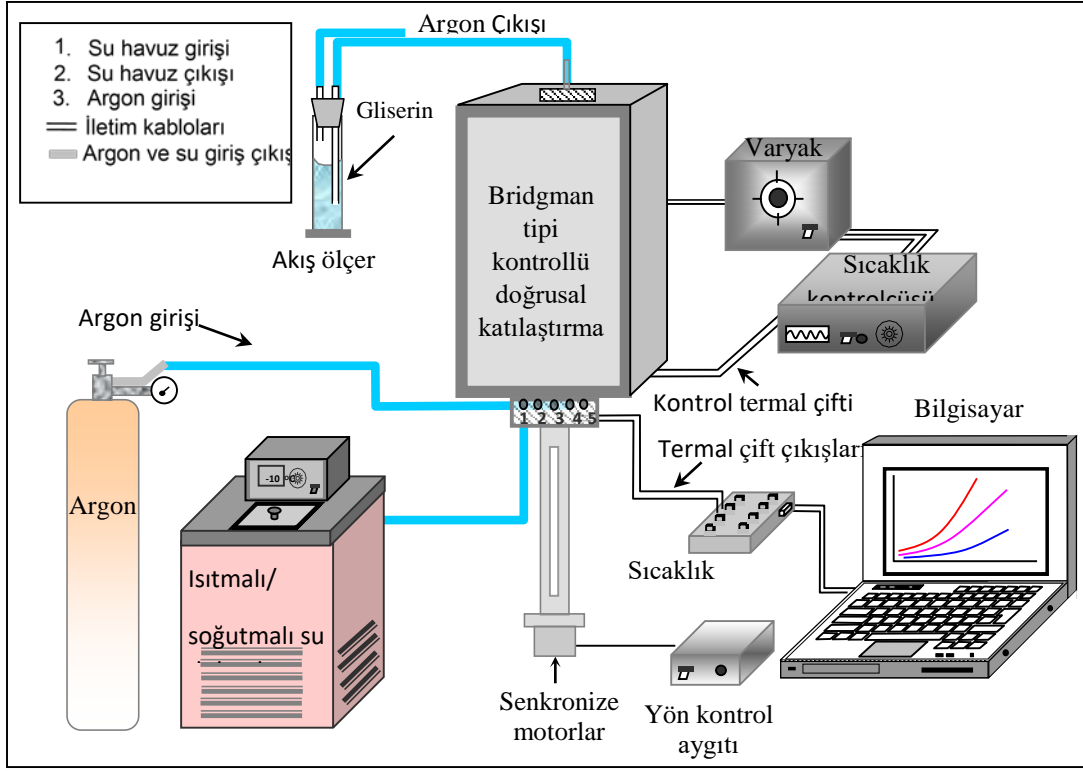 1. Su havuz girişi
2. Su havuz çıkışı
3. Argon girişi
İletim kabloları
Argon ve su giriş çıkış
Argon Çıkışı
Gliserin
Akış ölçer
Bridgman
tipi
kontrollü
doğrusal
katılaştırma
Varyak
Sıcaklık
kontrolcüsü
Argon girişi
Kontrol termal çifti
Bilgisayar
1 2 3 4 5
Termal çift çıkışları
-10 °C
Argon
Isıtmalı/
soğutmalı su
Sıcaklık
Senkronize
motorlar
Yön kontrol
aygıtı